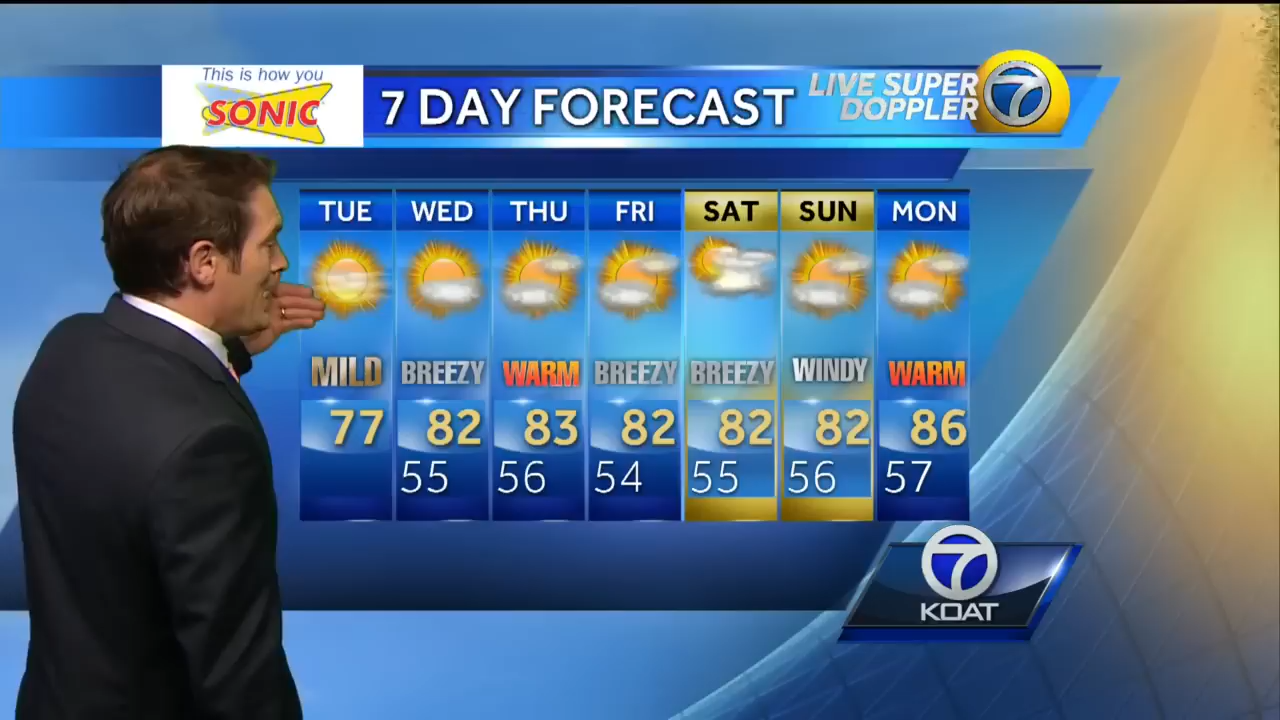 This is how you
SONIC
7 DAY FORECAST
LIVE SUPER
DOPPLER
7
TUE WED THU FRI SAT SUN MON
MILD BREEZY WARM BREEZY BREEZY WINDY WARM
77 82 83 82 82 82 86
55 56 54 55 56 57
7
KOAT